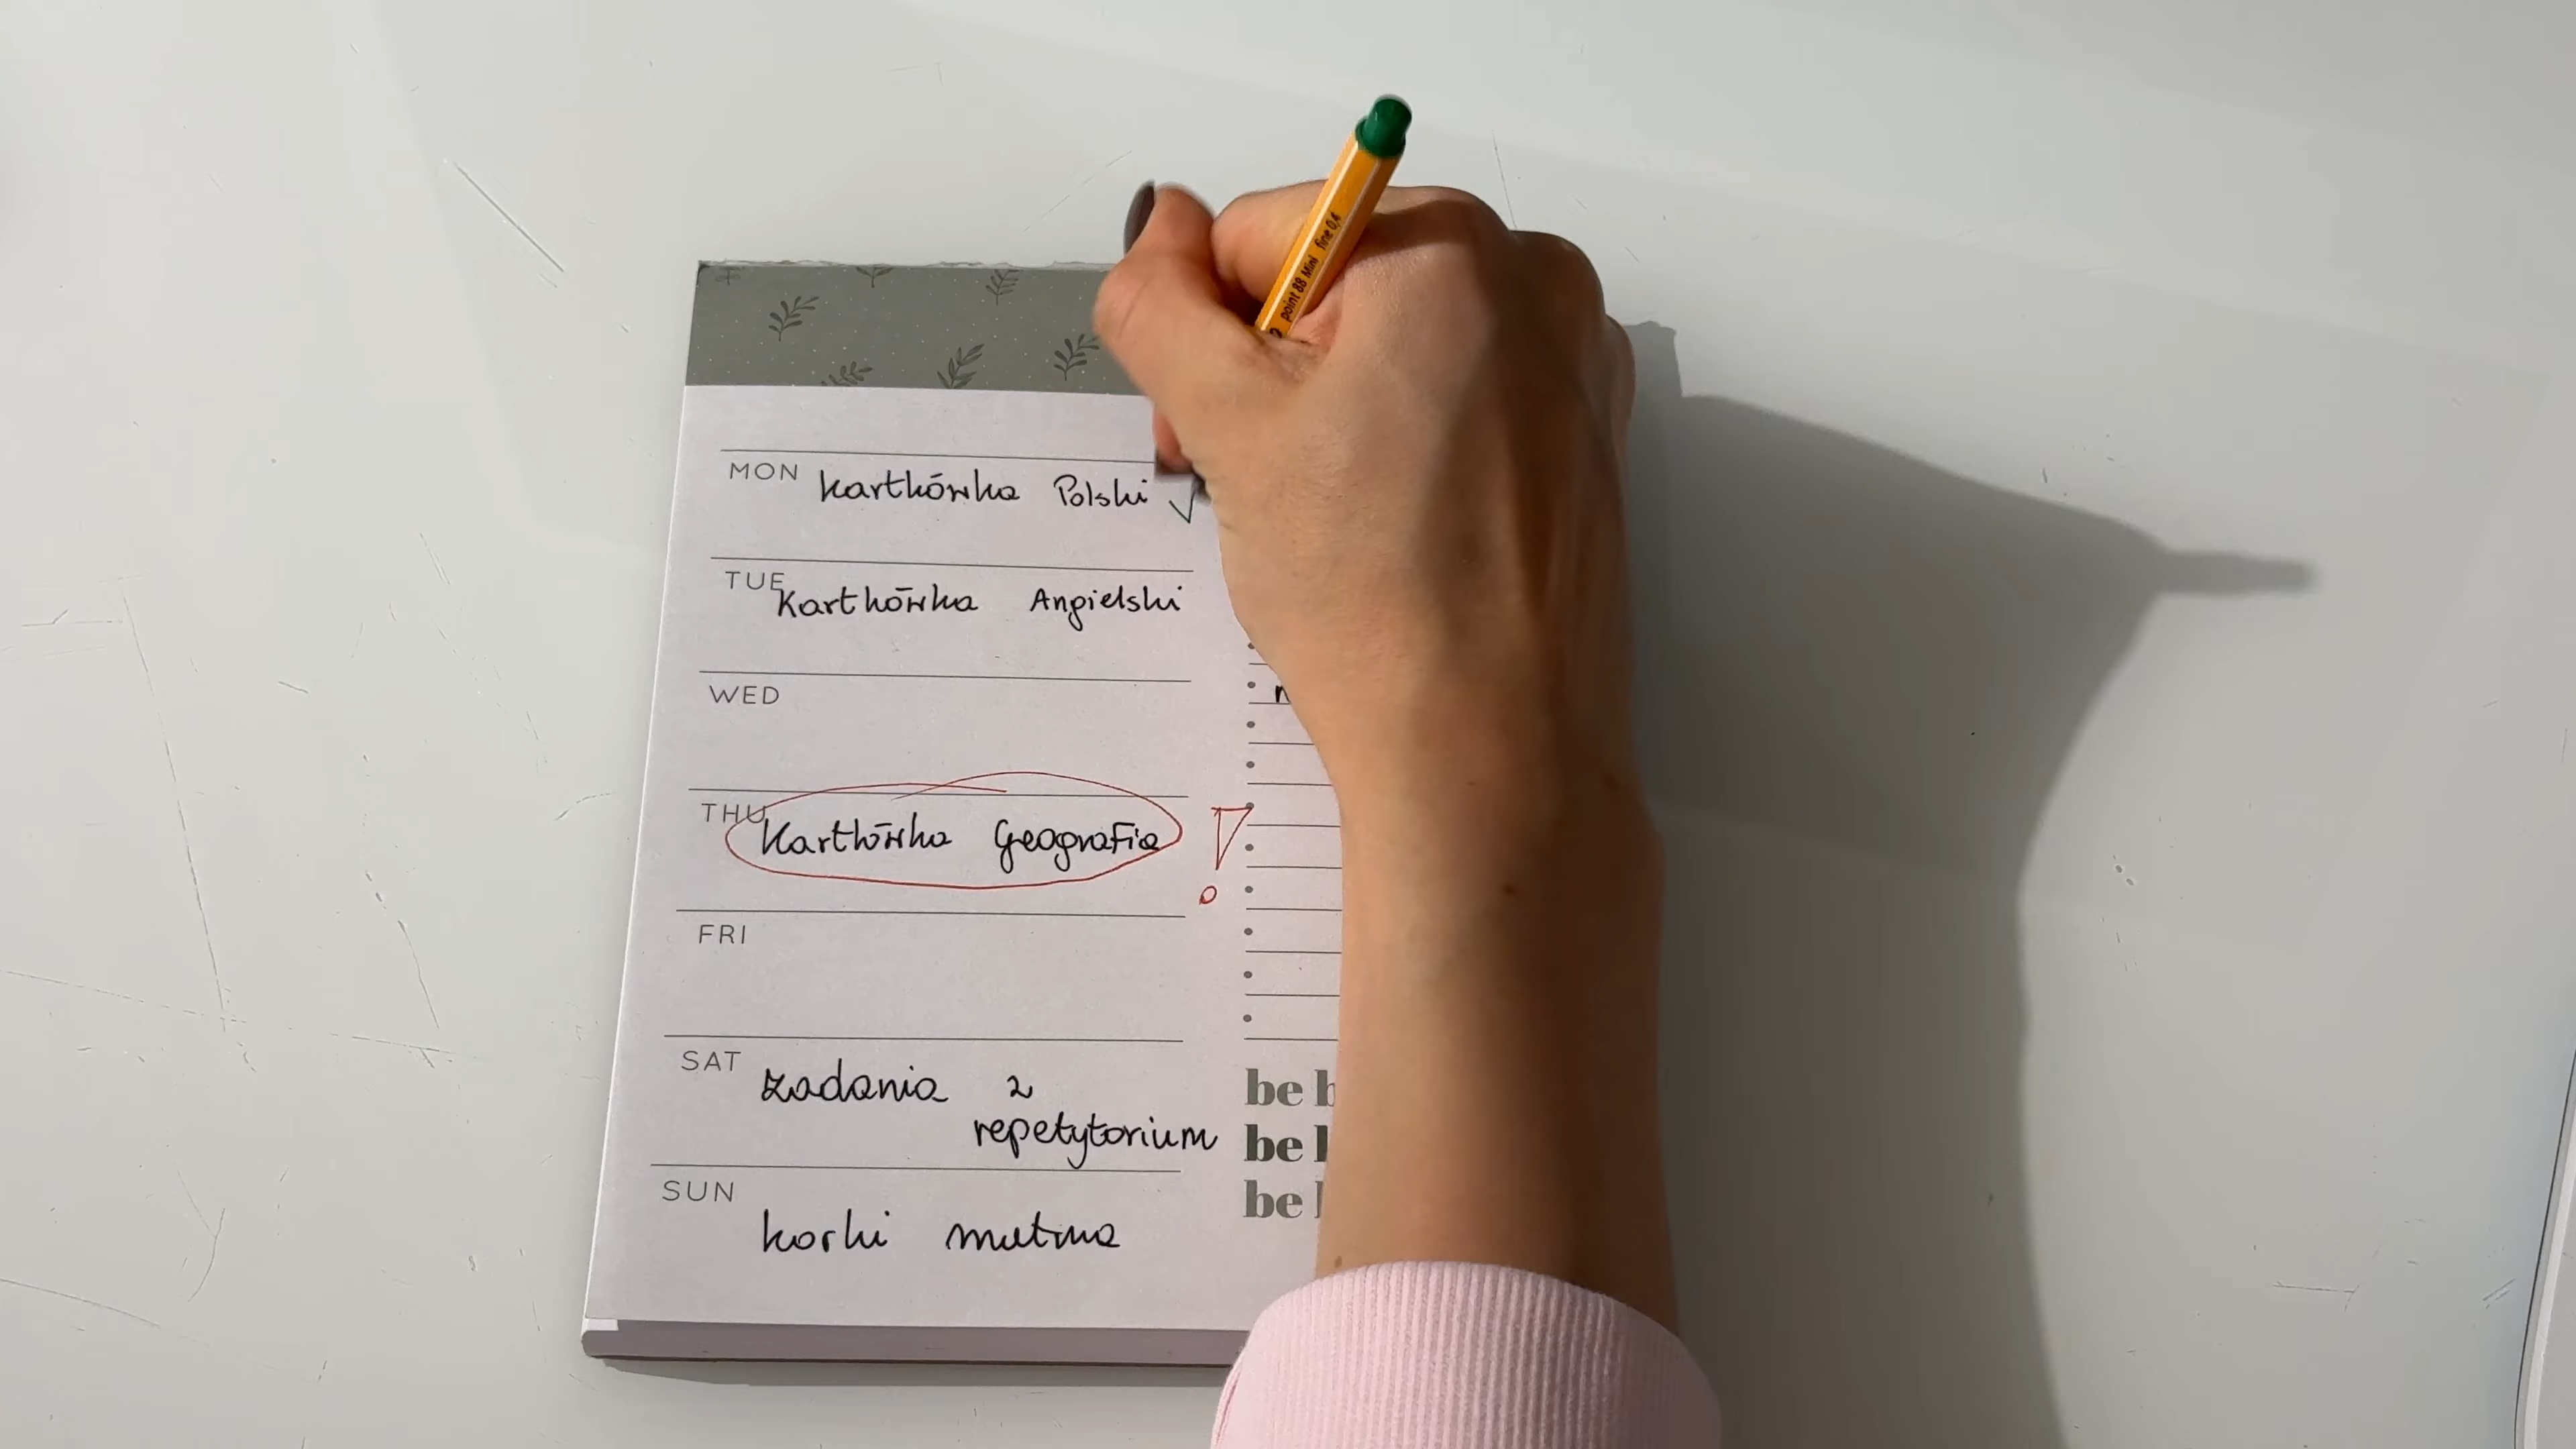 MON Kartkówka Polski ✓
TUE Kartkówka Angielski
WED
THU Kartkówka Geografia !
FRI
SAT zadania z
repetytorium
SUN korki matma
be
be
be
point 88 Mini fine 0,4